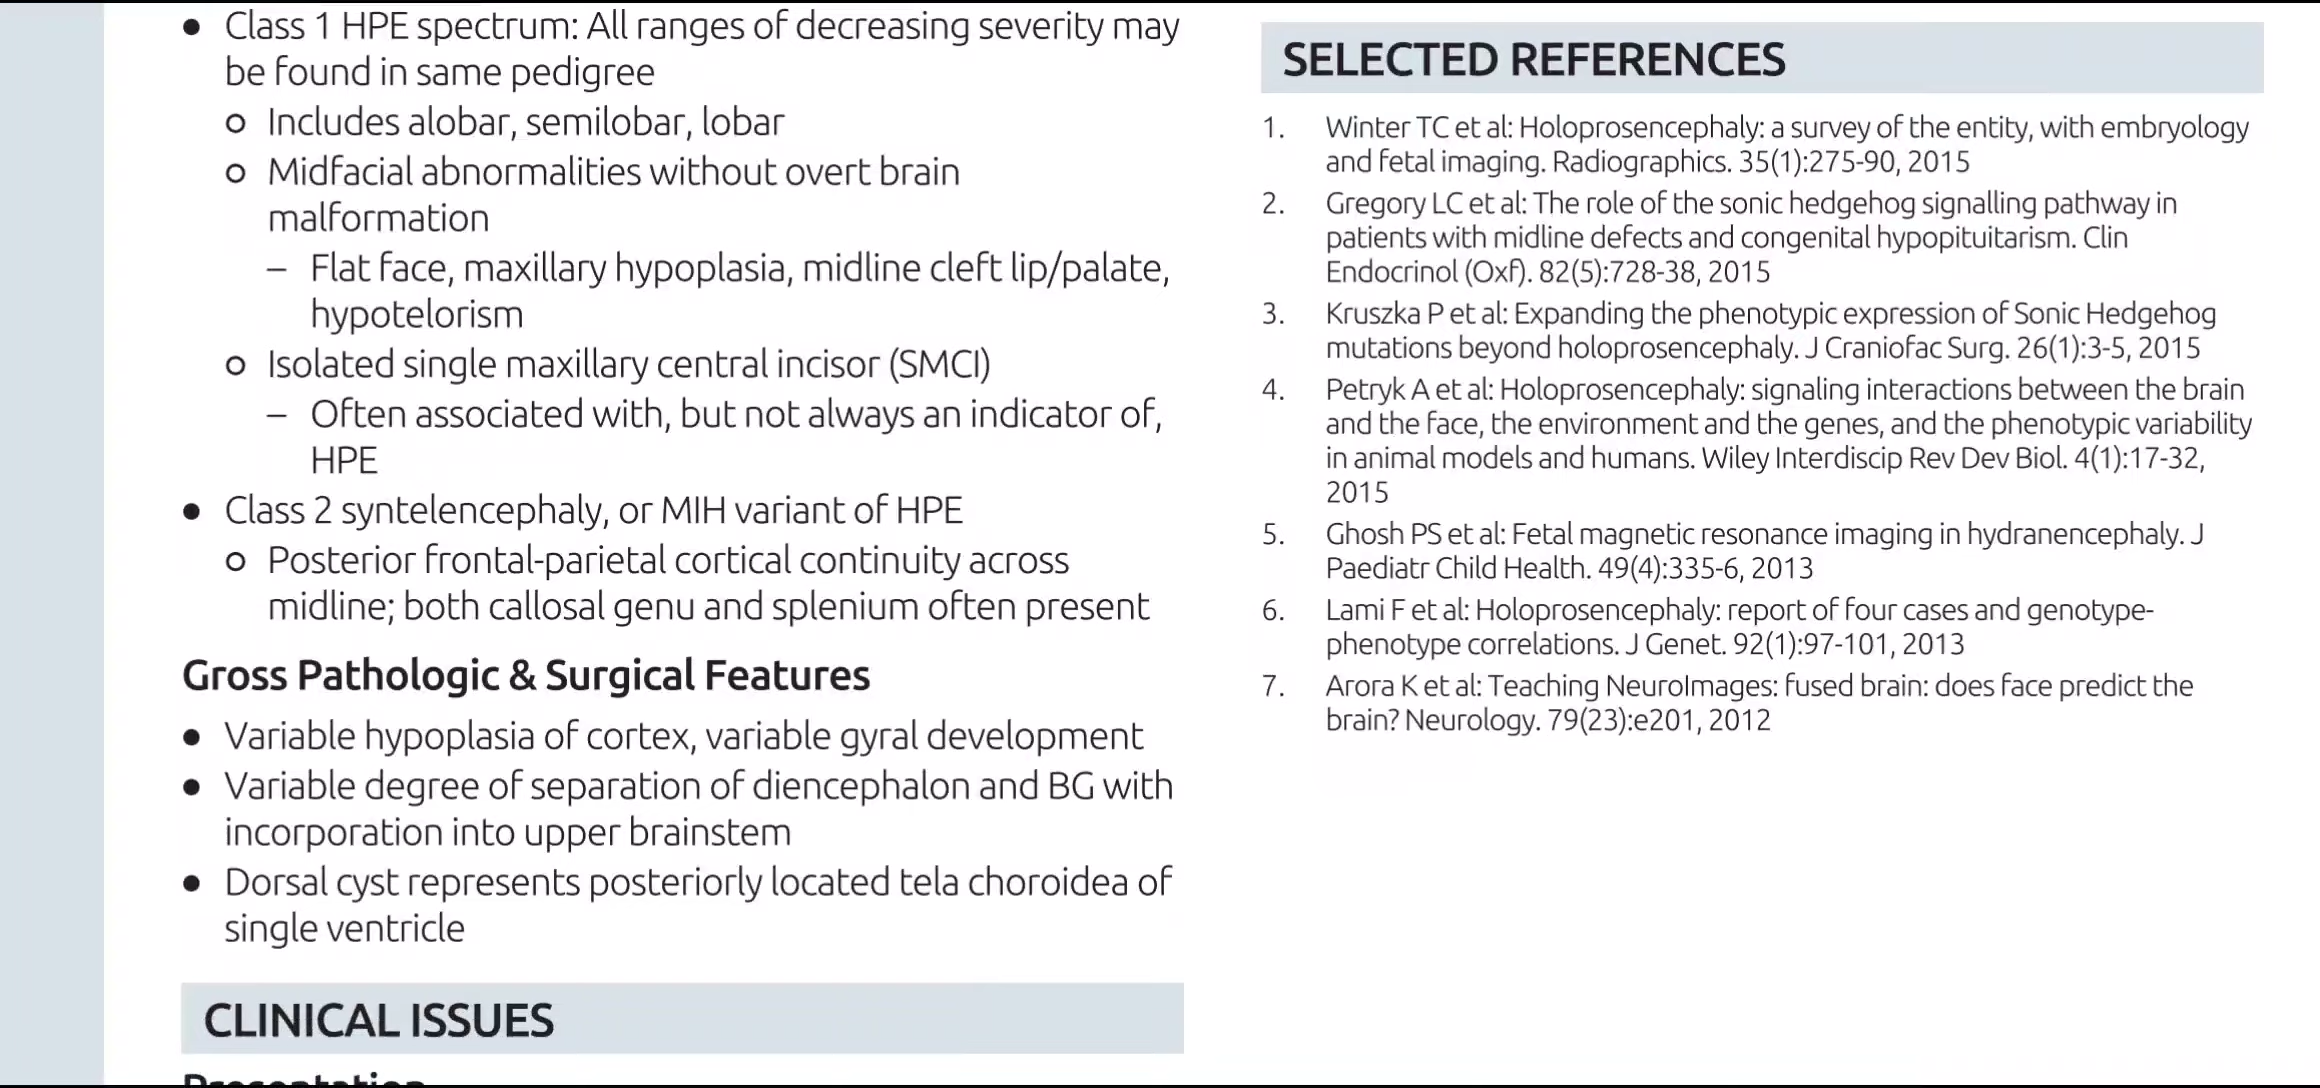 ● Class 1 HPE spectrum: All ranges of decreasing severity may
be found in same pedigree
○ Includes alobar, semilobar, lobar
○ Midfacial abnormalities without overt brain
malformation
– Flat face, maxillary hypoplasia, midline cleft lip/palate,
hypotelorism
○ Isolated single maxillary central incisor (SMCI)
– Often associated with, but not always an indicator of,
HPE
● Class 2 syntelencephaly, or MIH variant of HPE
○ Posterior frontal-parietal cortical continuity across
midline; both callosal genu and splenium often present
Gross Pathologic & Surgical Features
● Variable hypoplasia of cortex, variable gyral development
● Variable degree of separation of diencephalon and BG with
incorporation into upper brainstem
● Dorsal cyst represents posteriorly located tela choroidea of
single ventricle
CLINICAL ISSUES
Presentation
SELECTED REFERENCES
1. Winter TC et al: Holoprosencephaly: a survey of the entity, with embryology
and fetal imaging. Radiographics. 35(1):275-90, 2015
2. Gregory LC et al: The role of the sonic hedgehog signalling pathway in
patients with midline defects and congenital hypopituitarism. Clin
Endocrinol (Oxf). 82(5):728-38, 2015
3. Kruszka P et al: Expanding the phenotypic expression of Sonic Hedgehog
mutations beyond holoprosencephaly. J Craniofac Surg. 26(1):3-5, 2015
4. Petryk A et al: Holoprosencephaly: signaling interactions between the brain
and the face, the environment and the genes, and the phenotypic variability
in animal models and humans. Wiley Interdiscip Rev Dev Biol. 4(1):17-32,
2015
5. Ghosh PS et al: Fetal magnetic resonance imaging in hydranencephaly. J
Paediatr Child Health. 49(4):335-6, 2013
6. Lami F et al: Holoprosencephaly: report of four cases and genotype-
phenotype correlations. J Genet. 92(1):97-101, 2013
7. Arora K et al: Teaching NeuroImages: fused brain: does face predict the
brain? Neurology. 79(23):e201, 2012